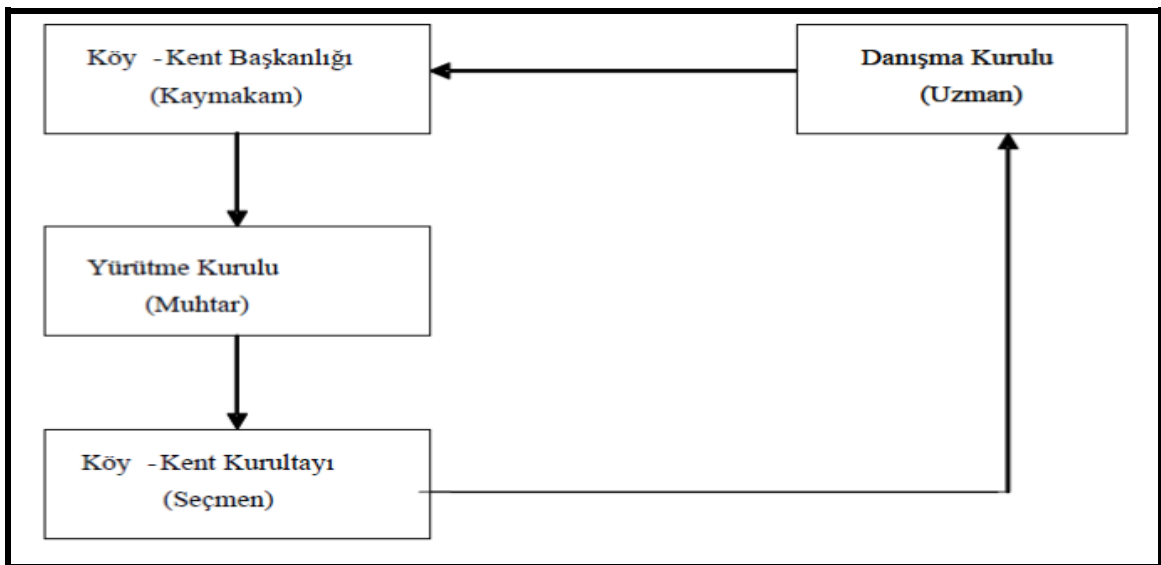 Köy -Kent Başkanlığı
(Kaymakam)
Danışma Kurulu
(Uzman)
Yürütme Kurulu
(Muhtar)
Köy -Kent Kurultayı
(Seçmen)